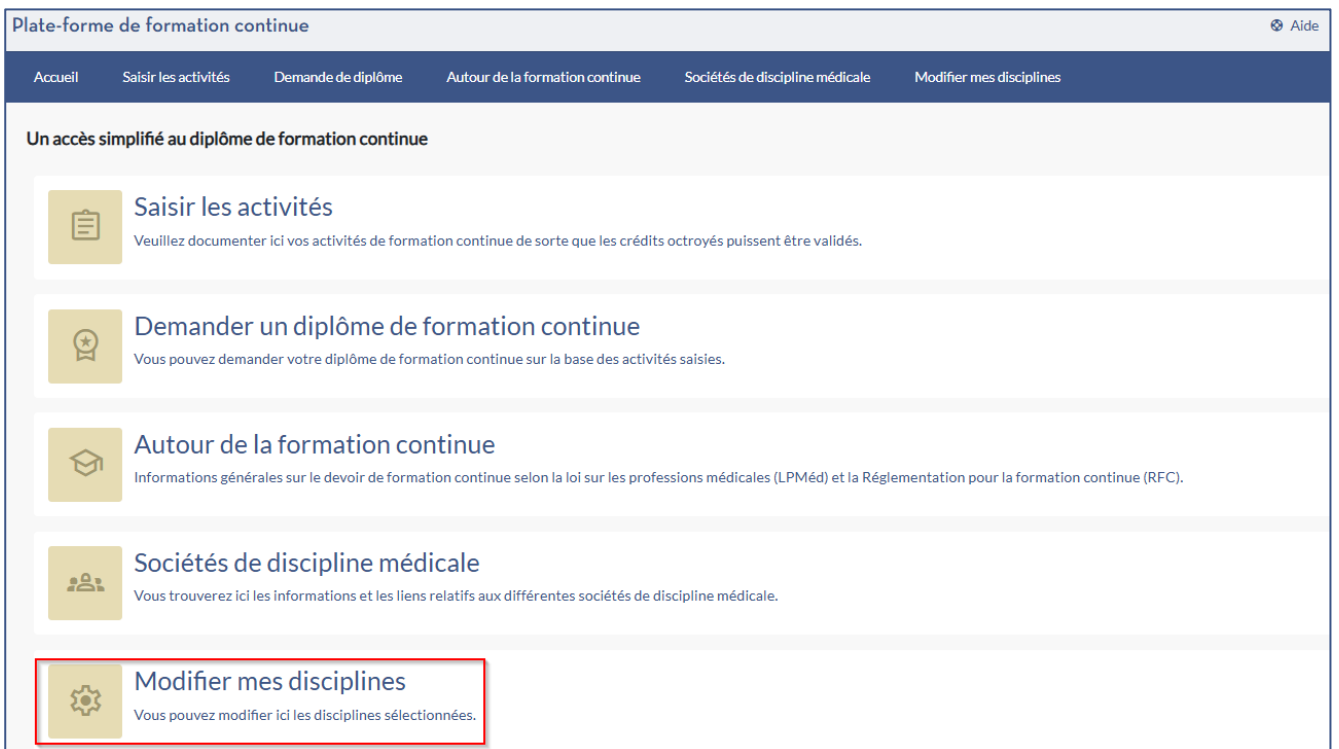 Plate-forme de formation continue
Aide
Accueil Saisir les activités Demande de diplôme Autour de la formation continue Sociétés de discipline médicale Modifier mes disciplines
Un accès simplifié au diplôme de formation continue
Saisir les activités
Veuillez documenter ici vos activités de formation continue de sorte que les crédits octroyés puissent être validés.
Demander un diplôme de formation continue
Vous pouvez demander votre diplôme de formation continue sur la base des activités saisies.
Autour de la formation continue
Informations générales sur le devoir de formation continue selon la loi sur les professions médicales (LPMéd) et la Réglementation pour la formation continue (RFC).
Sociétés de discipline médicale
Vous trouverez ici les informations et les liens relatifs aux différentes sociétés de discipline médicale.
Modifier mes disciplines
Vous pouvez modifier ici les disciplines sélectionnées.